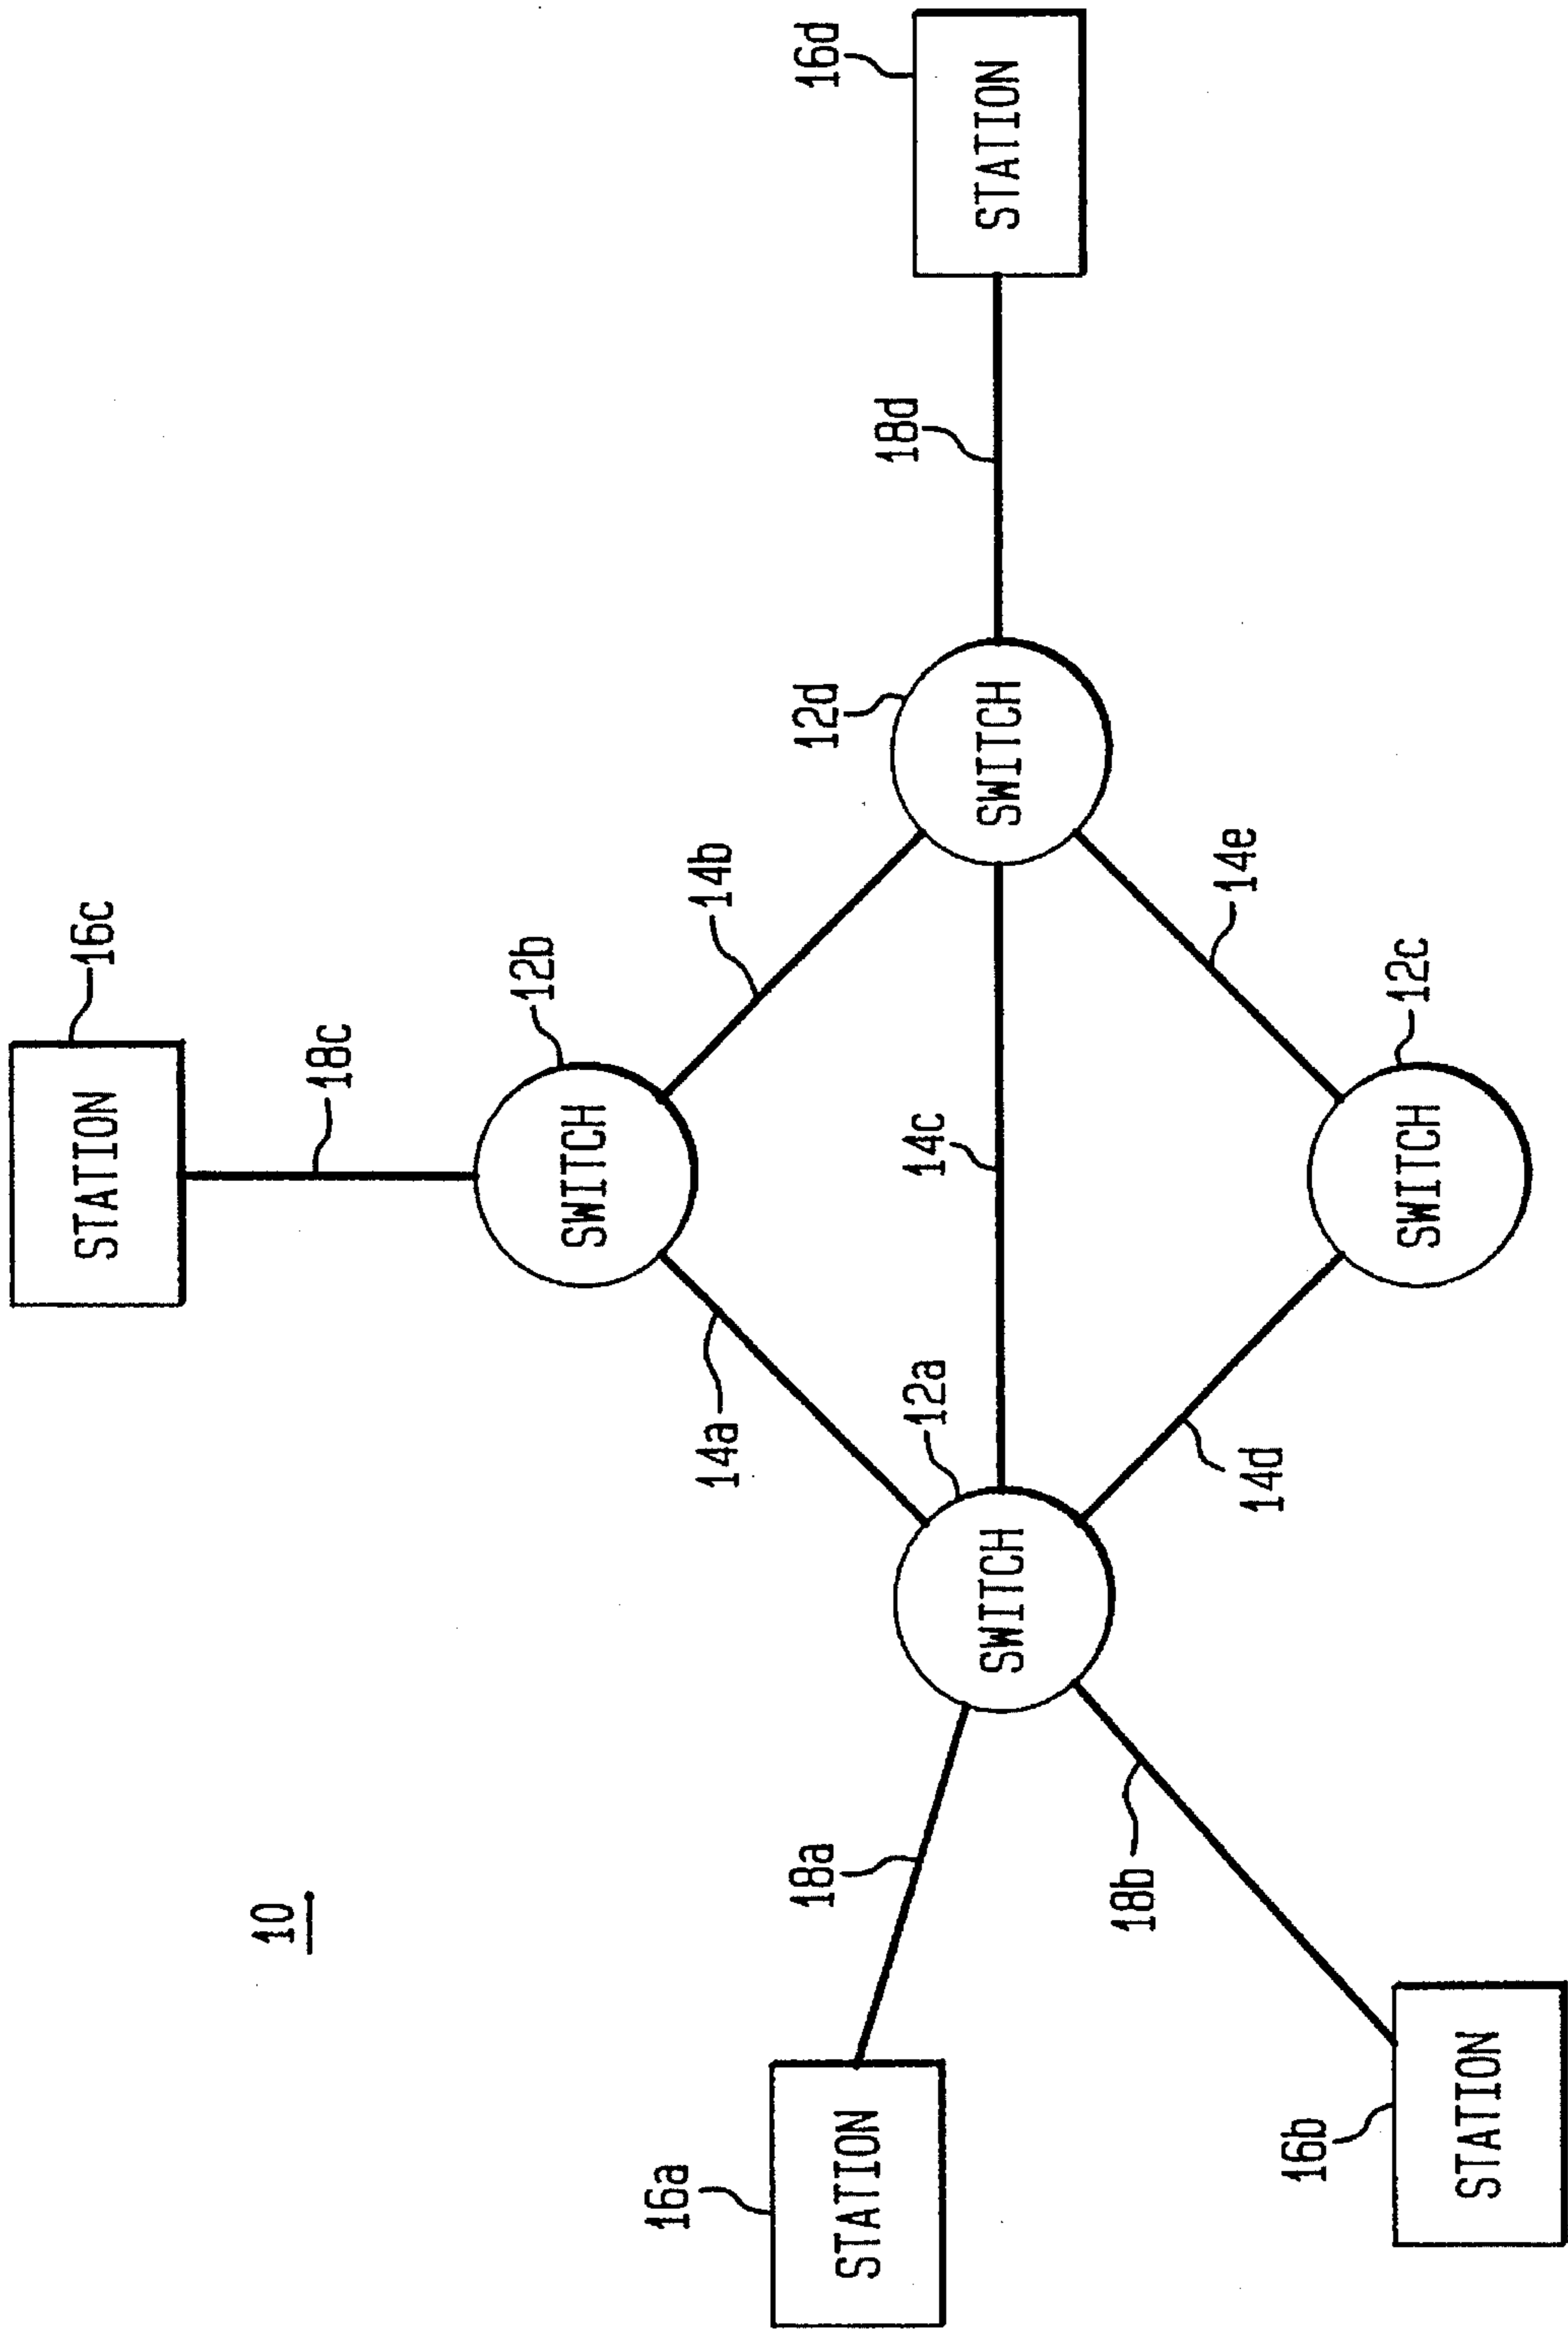 10
16a
STATION
18a
16b
STATION
18b
SWITCH
12a
14a
14c
14d
STATION
16c
18c
SWITCH
12b
SWITCH
12c
14b
14e
SWITCH
12d
18d
STATION
16d